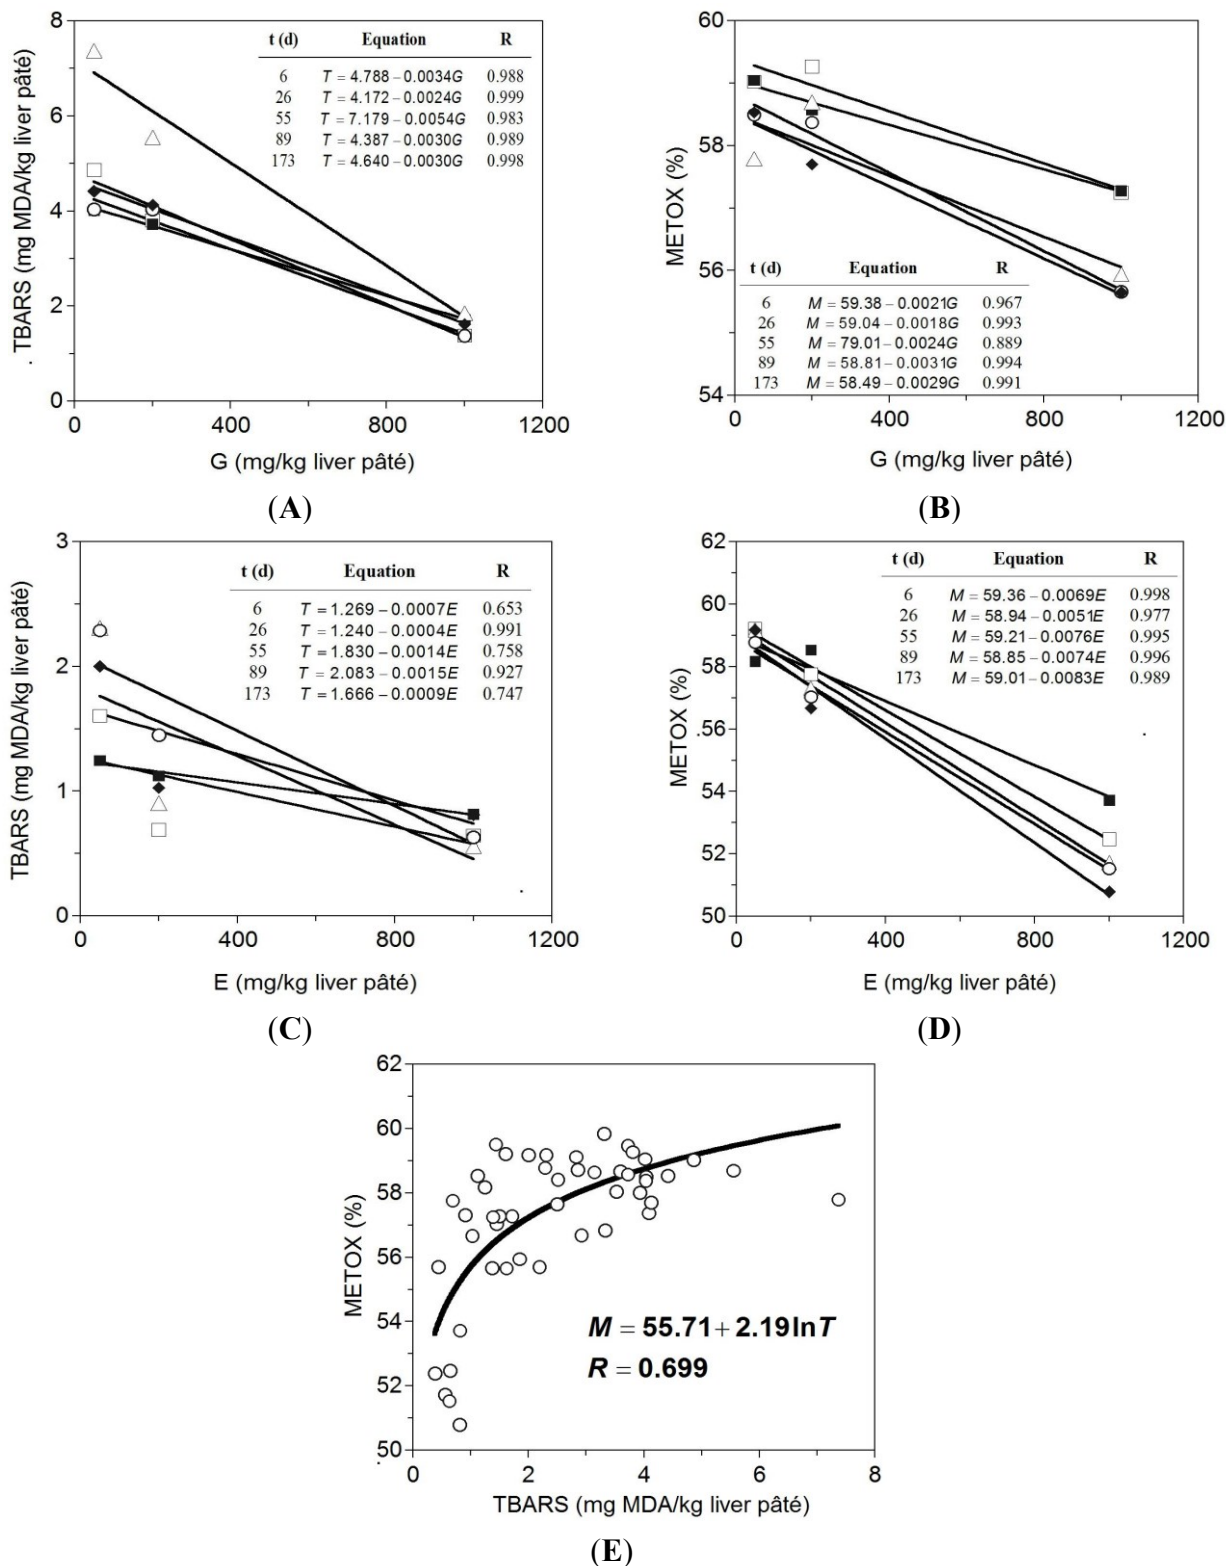 8
6
4
2
0
TBARS (mg MDA/kg liver pâté)
t (d) Equation R
6 T = 4.788 – 0.0034G 0.988
26 T = 4.172 – 0.0024G 0.999
55 T = 7.179 – 0.0054G 0.983
89 T = 4.387 – 0.0030G 0.989
173 T = 4.640 – 0.0030G 0.998
0 400 800 1200
G (mg/kg liver pâté)
(A)
60
58
56
54
METOX (%)
t (d) Equation R
6 M = 59.38 – 0.0021G 0.967
26 M = 59.04 – 0.0018G 0.993
55 M = 79.01 – 0.0024G 0.889
89 M = 58.81 – 0.0031G 0.994
173 M = 58.49 – 0.0029G 0.991
0 400 800 1200
G (mg/kg liver pâté)
(B)
3
2
1
0
TBARS (mg MDA/kg liver pâté)
t (d) Equation R
6 T = 1.269 – 0.0007E 0.653
26 T = 1.240 – 0.0004E 0.991
55 T = 1.830 – 0.0014E 0.758
89 T = 2.083 – 0.0015E 0.927
173 T = 1.666 – 0.0009E 0.747
0 400 800 1200
E (mg/kg liver pâté)
(C)
62
60
58
56
54
52
50
METOX (%)
t (d) Equation R
6 M = 59.36 – 0.0069E 0.998
26 M = 58.94 – 0.0051E 0.977
55 M = 59.21 – 0.0076E 0.995
89 M = 58.85 – 0.0074E 0.996
173 M = 59.01 – 0.0083E 0.989
0 400 800 1200
E (mg/kg liver pâté)
(D)
62
60
58
56
54
52
50
METOX (%)
M = 55.71 + 2.19lnT
R = 0.699
0 2 4 6 8
TBARS (mg MDA/kg liver pâté)
(E)